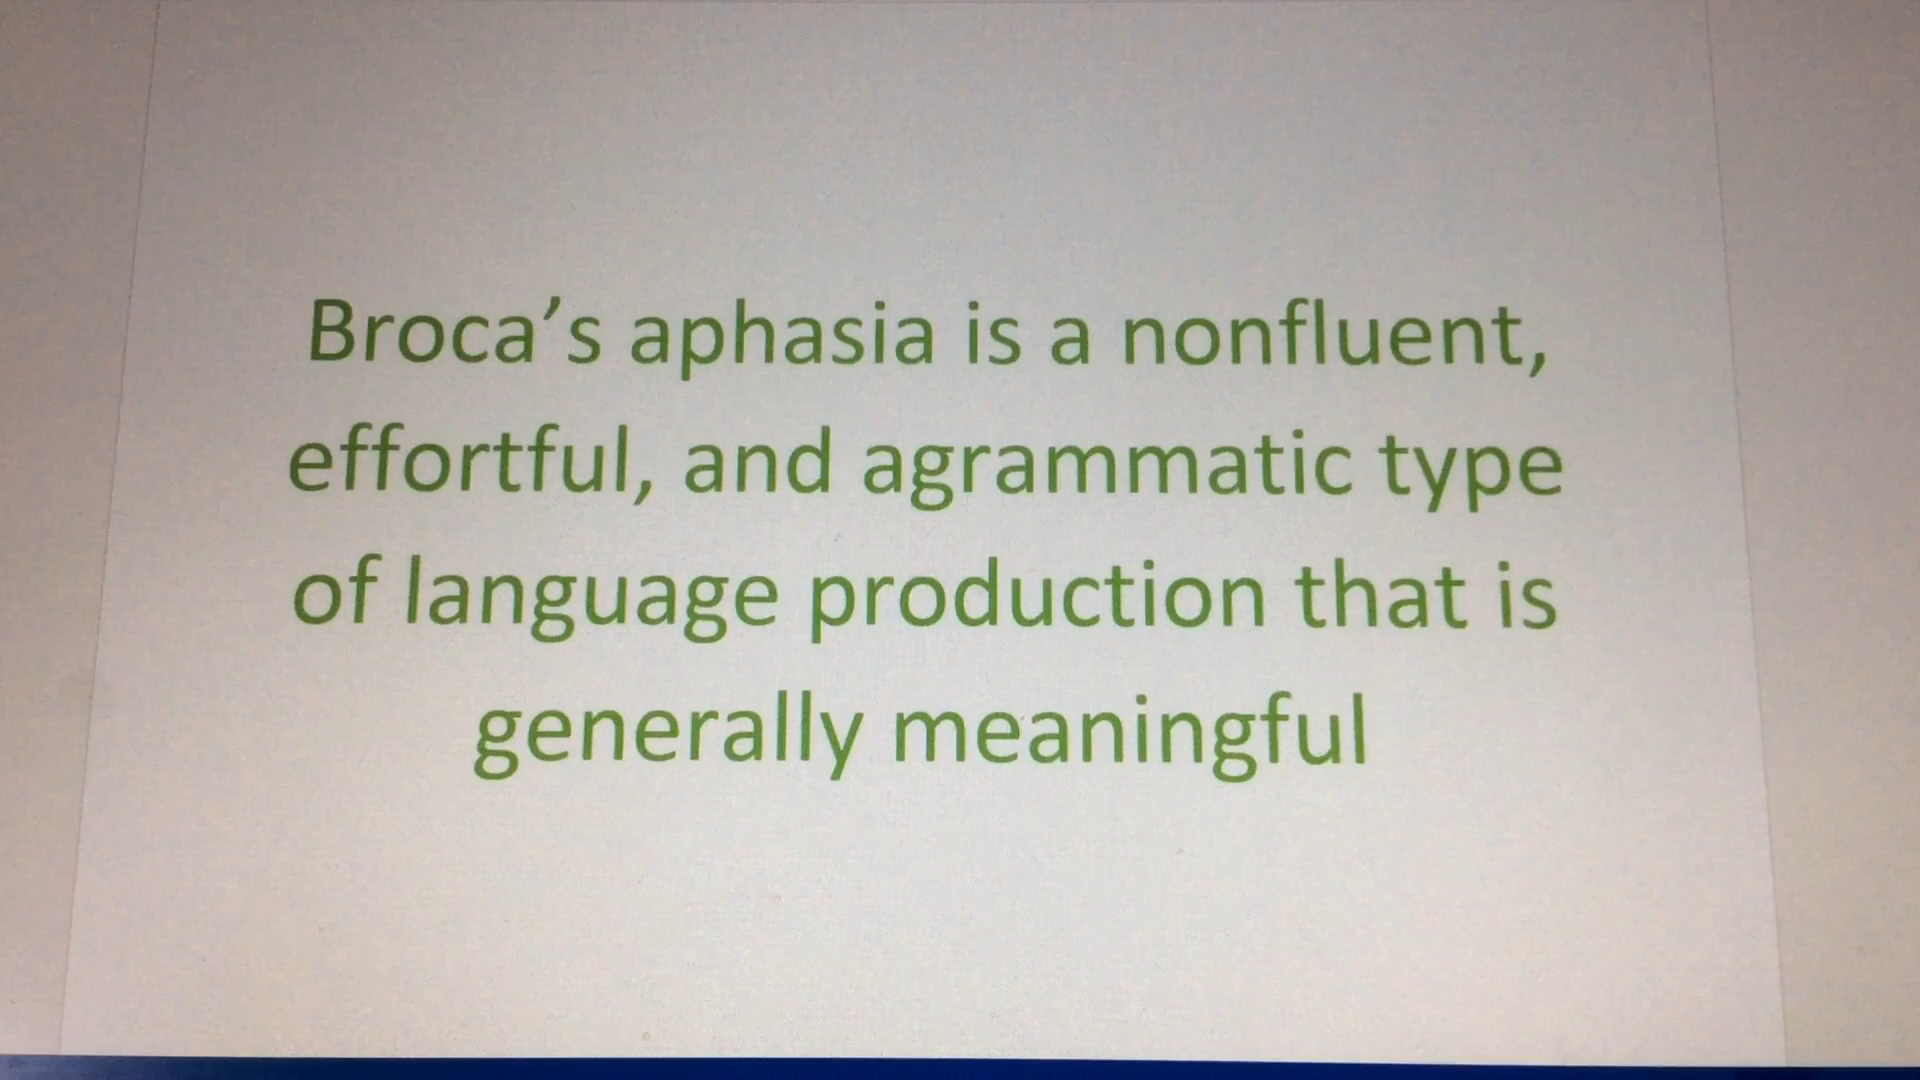 Broca’s aphasia is a nonfluent,
effortful, and agrammatic type
of language production that is
generally meaningful